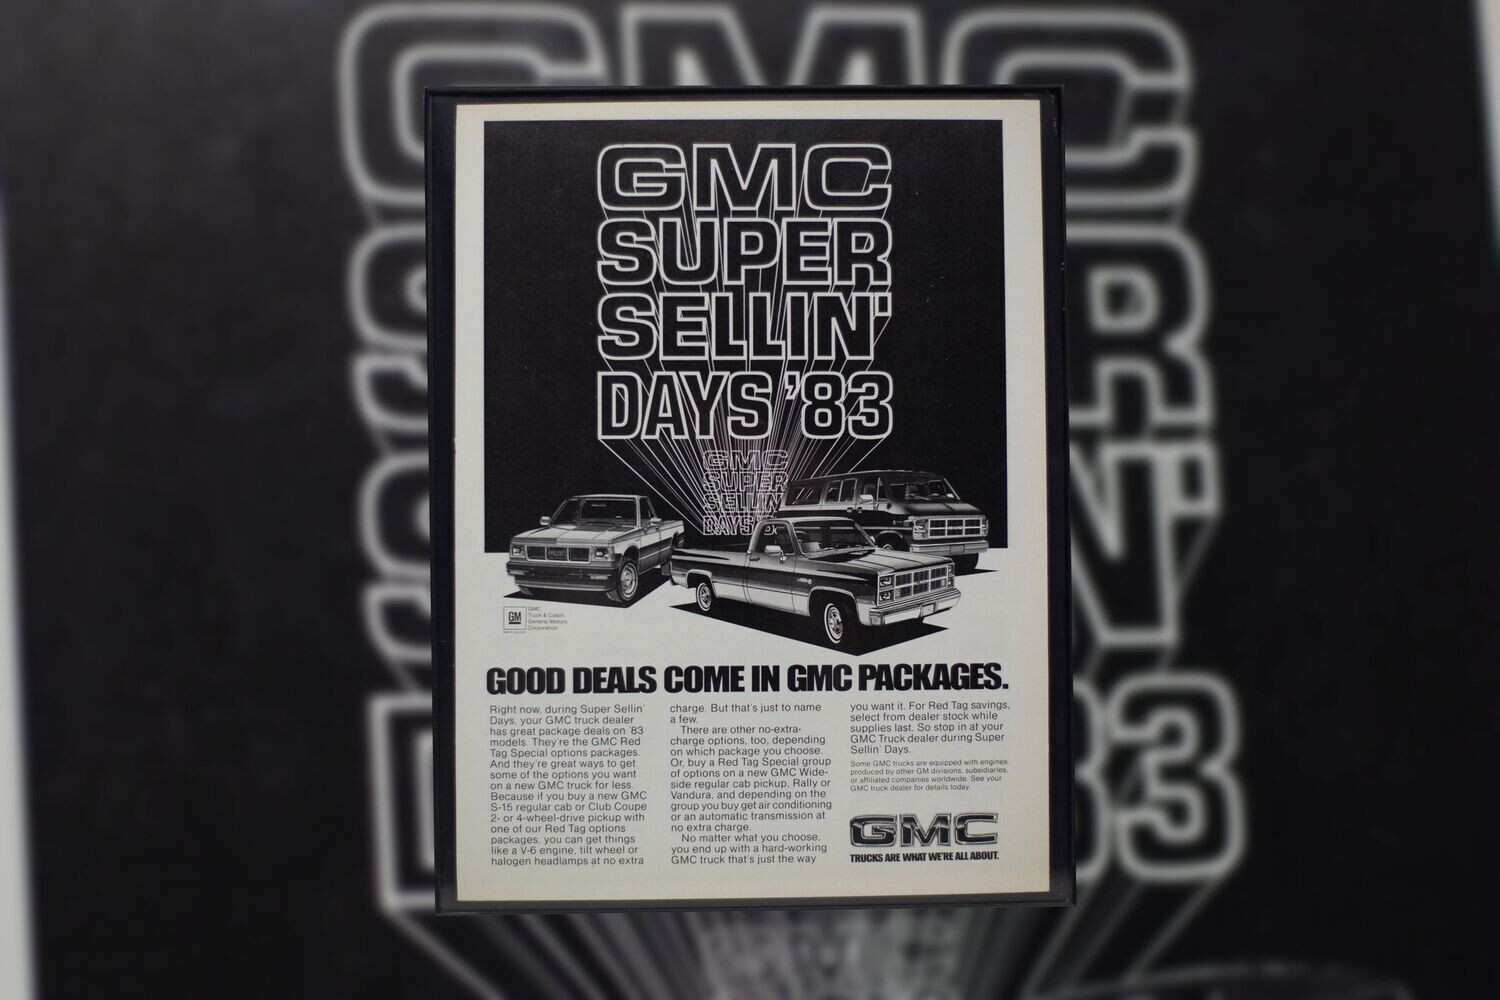 GMC
SUPER
SELLIN'
DAYS '83
GMC
SUPER
SELLIN'
DAYS '83
GM
GMC
Truck & Coach
General Motors
Corporation
GOOD DEALS COME IN GMC PACKAGES.
Right now, during Super Sellin'
Days, your GMC truck dealer
has great package deals on '83
models. They're the GMC Red
Tag Special options packages.
And they're great ways to get
some of the options you want
on a new GMC truck for less.
Because if you buy a new GMC
S-15 regular cab or Club Coupe
2- or 4-wheel-drive pickup with
one of our Red Tag options
packages, you can get things
like a V-6 engine, tilt wheel or
halogen headlamps at no extra
charge. But that's just to name
a few.
There are other no-extra-
charge options, too, depending
on which package you choose.
Or, buy a Red Tag Special group
of options on a new GMC Wide-
side regular cab pickup, Rally or
Vandura, and depending on the
group you buy get air conditioning
or an automatic transmission at
no extra charge.
No matter what you choose,
you end up with a hard-working
GMC truck that's just the way
you want it. For Red Tag savings,
select from dealer stock while
supplies last. So stop in at your
GMC Truck dealer during Super
Sellin' Days.
Some GMC trucks are equipped with engines
produced by other GM divisions, subsidiaries,
or affiliated companies worldwide. See your
GMC truck dealer for details today.
GMC
TRUCKS ARE WHAT WE'RE ALL ABOUT.